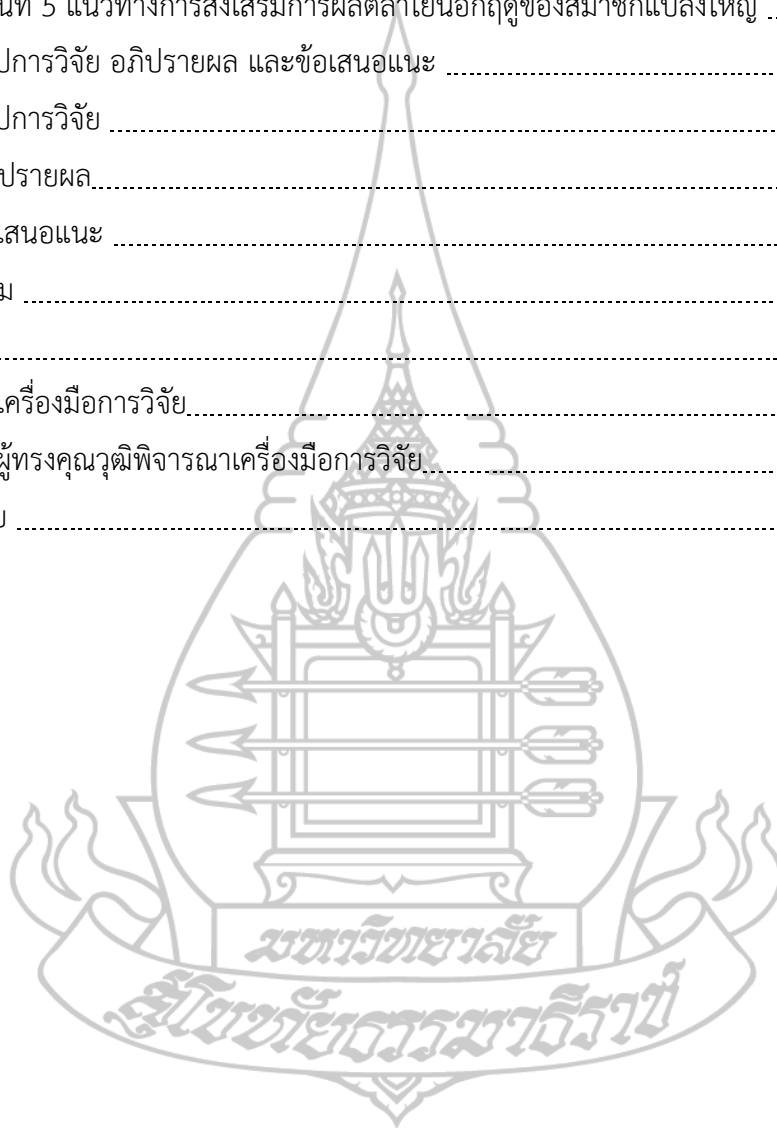 5 แนวทางการส่งเสริมการผลิตลำไยนอกฤดูของสมาชิกแปลงใหญ่
การวิจัย อภิปรายผล และข้อเสนอแนะ
การวิจัย
ปรายผล
เสนอแนะ
เครื่องมือการวิจัย
ผู้ทรงคุณวุฒิพิจารณาเครื่องมือการวิจัย
มหาวิทยาลัย
สุโขทัยธรรมาธิราช